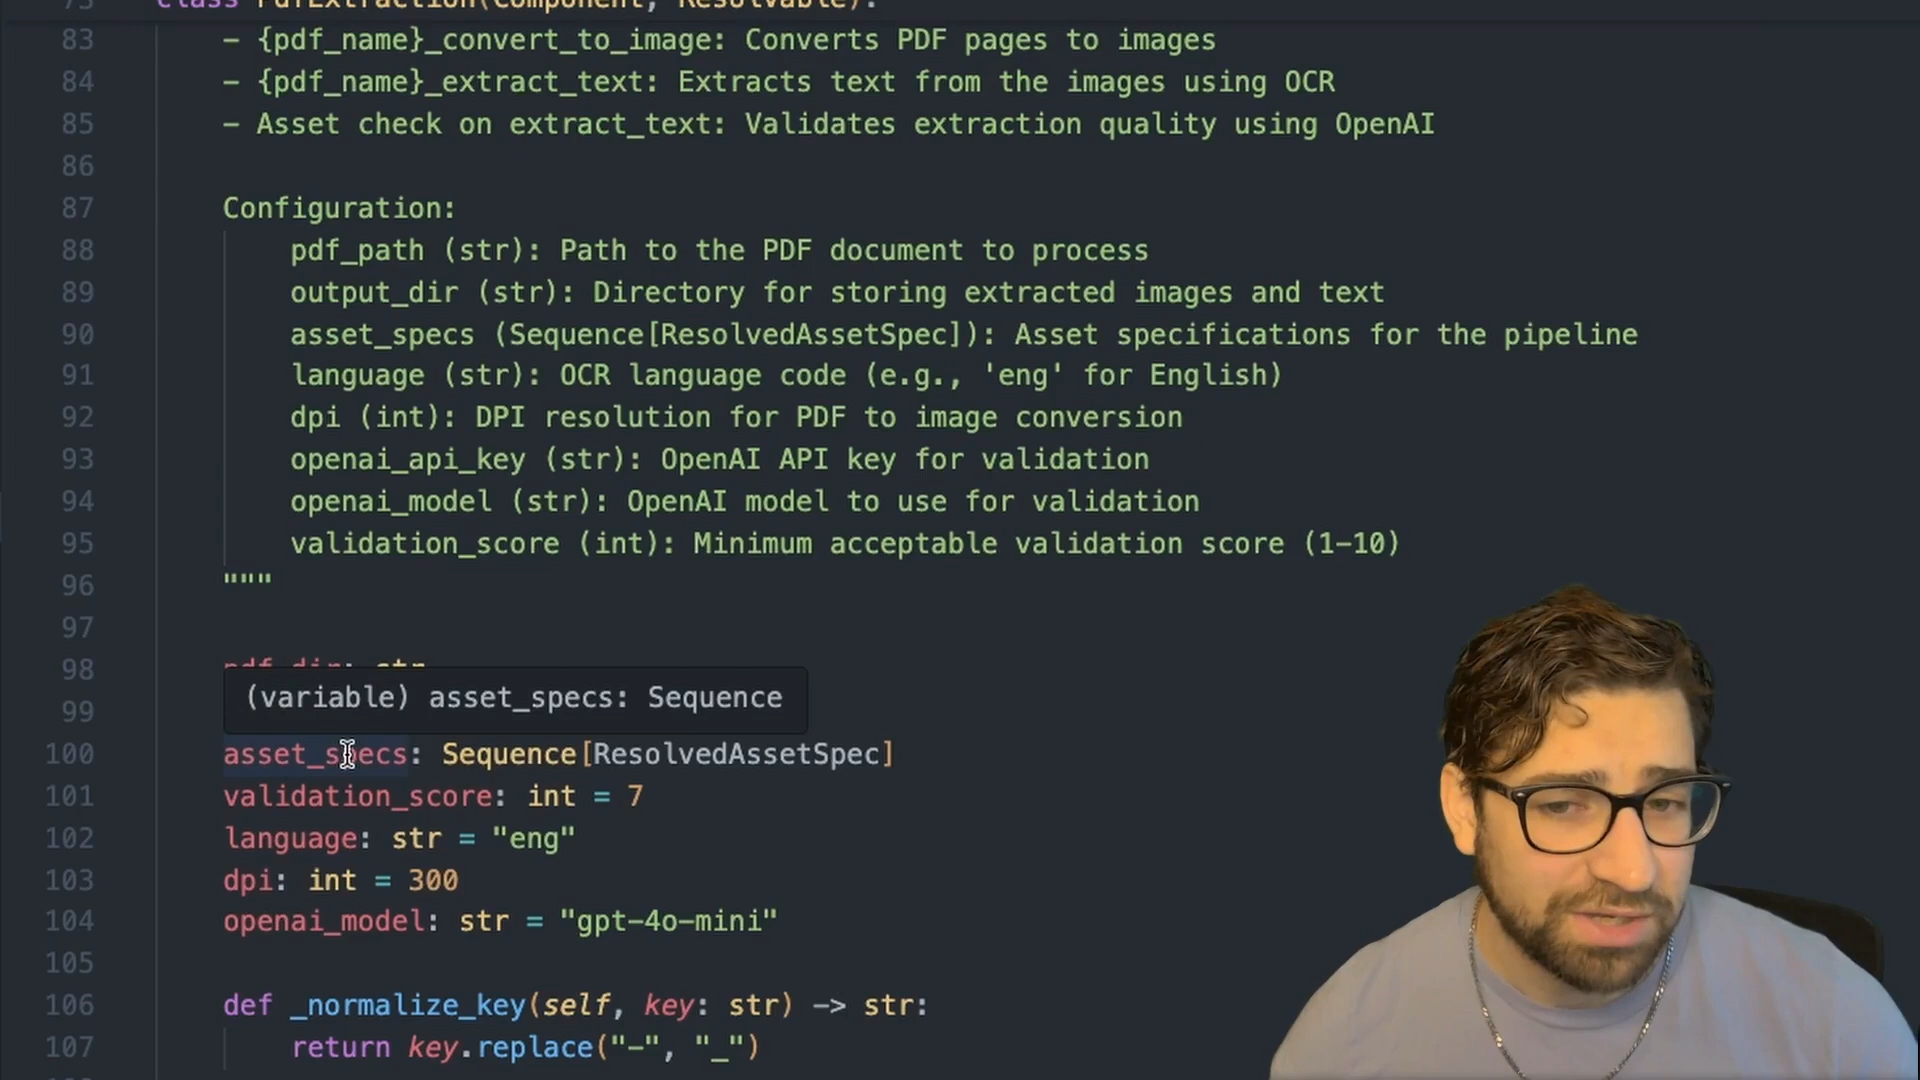 73 class PdfExtraction(Component, Resolvable):
83 - {pdf_name}_convert_to_image: Converts PDF pages to images
84 - {pdf_name}_extract_text: Extracts text from the images using OCR
85 - Asset check on extract_text: Validates extraction quality using OpenAI
86
87 Configuration:
88 pdf_path (str): Path to the PDF document to process
89 output_dir (str): Directory for storing extracted images and text
90 asset_specs (Sequence[ResolvedAssetSpec]): Asset specifications for the pipeline
91 language (str): OCR language code (e.g., 'eng' for English)
92 dpi (int): DPI resolution for PDF to image conversion
93 openai_api_key (str): OpenAI API key for validation
94 openai_model (str): OpenAI model to use for validation
95 validation_score (int): Minimum acceptable validation score (1-10)
96 """
97
98 pdf_dir: str
99 (variable) asset_specs: Sequence
100 asset_specs: Sequence[ResolvedAssetSpec]
101 validation_score: int = 7
102 language: str = "eng"
103 dpi: int = 300
104 openai_model: str = "gpt-4o-mini"
105
106 def _normalize_key(self, key: str) -> str:
107 return key.replace("-", "_")